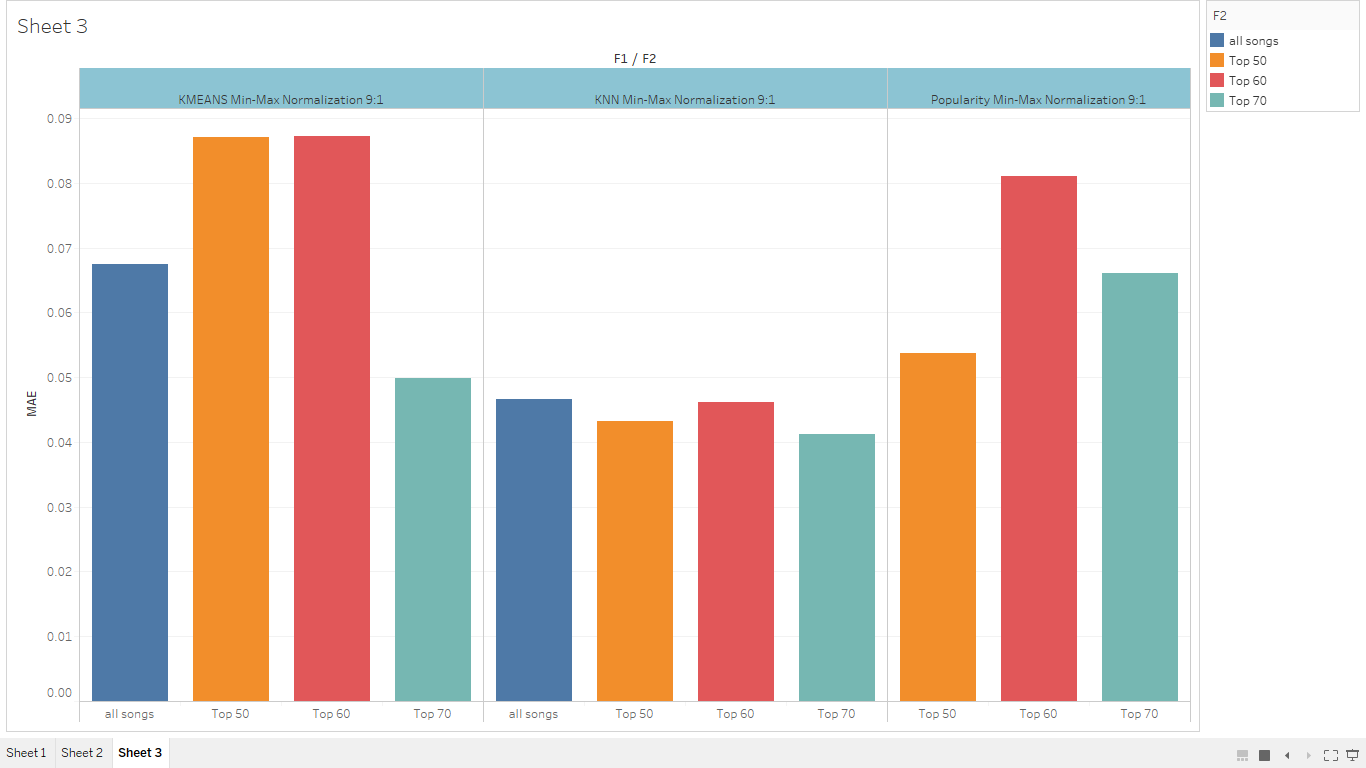 Sheet 3
F1 / F2
KMEANS Min-Max Normalization 9:1 KNN Min-Max Normalization 9:1 Popularity Min-Max Normalization 9:1
0.09
0.08
0.07
0.06
0.05
0.04
0.03
0.02
0.01
0.00
MAE
all songs Top 50 Top 60 Top 70 all songs Top 50 Top 60 Top 70 Top 50 Top 60 Top 70
F2
all songs
Top 50
Top 60
Top 70
Sheet 1 Sheet 2 Sheet 3